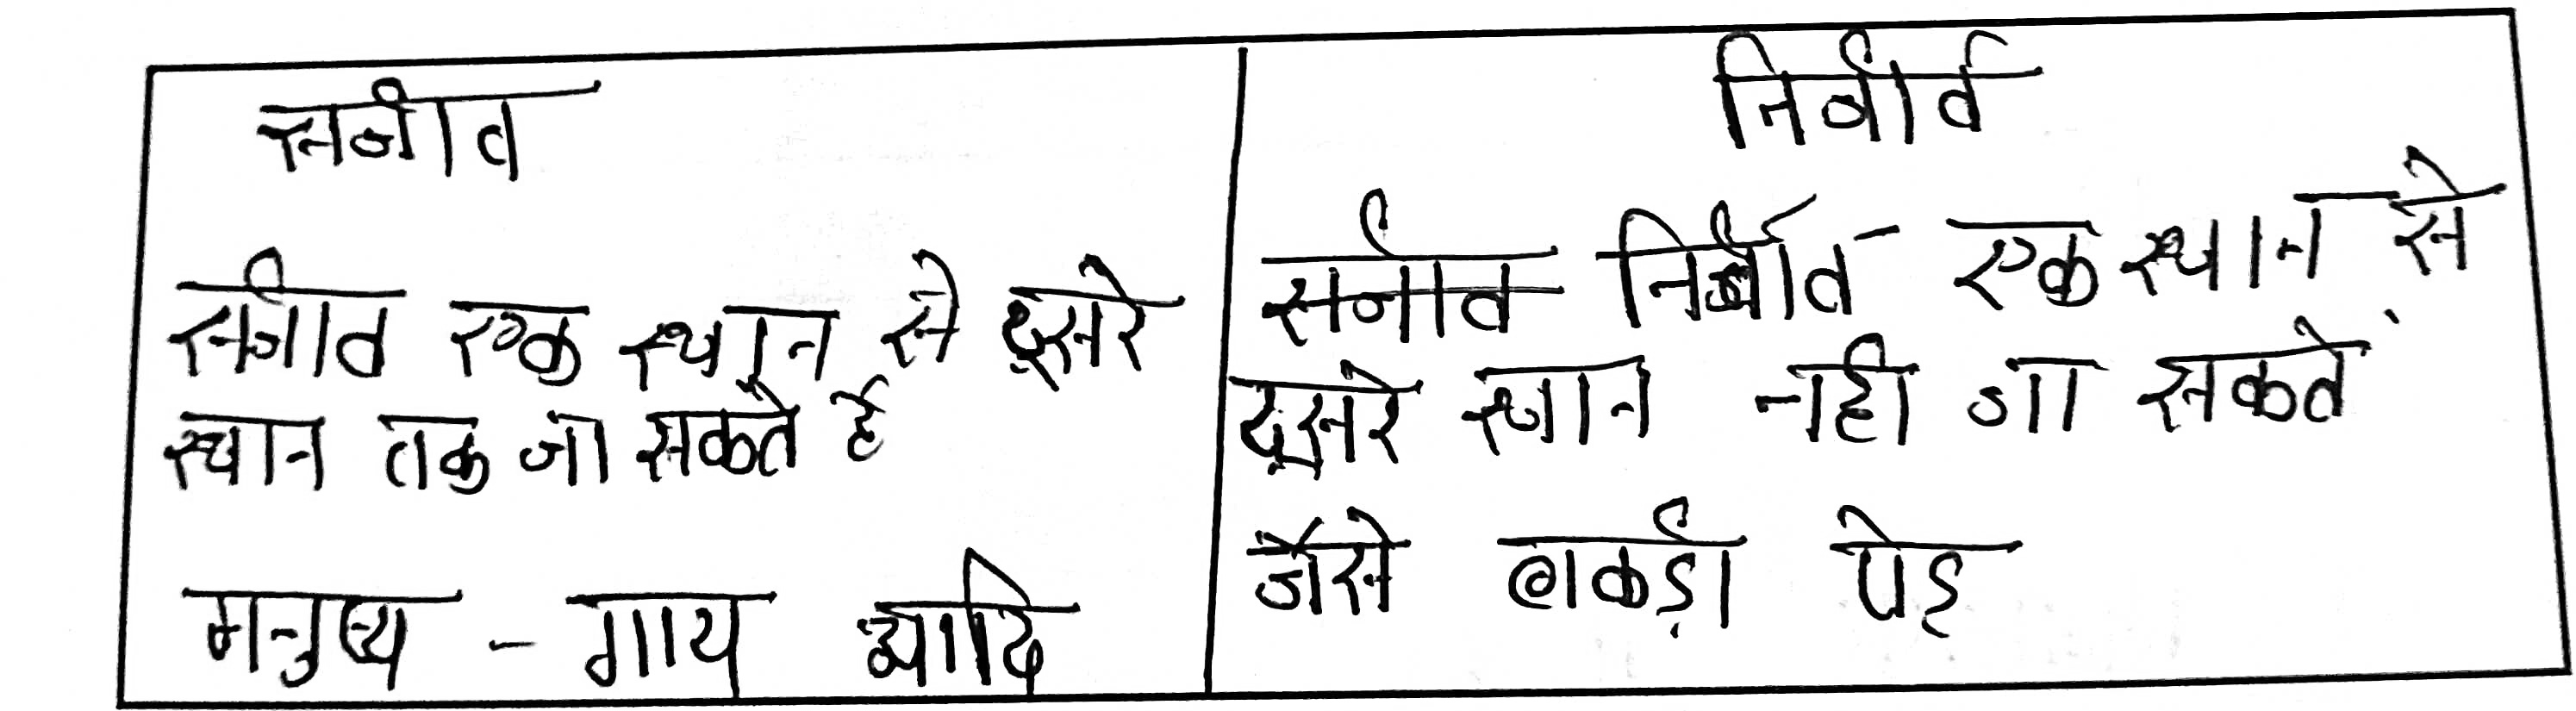 सजीव
सजीव एक स्थान से दूसरे
स्थान तक जा सकते है
मनुष्य - गाय आदि
निर्जीव
सजीव निर्जीव एक स्थान से
दूसरे स्थान नही जा सकते
जैसे लकड़ी पेड़